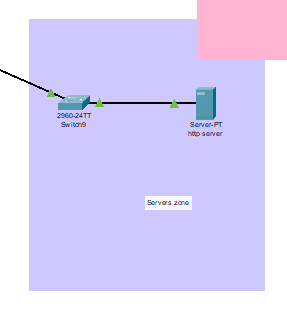 2960-24TT
Switch9
Server-PT
http server
Servers zone